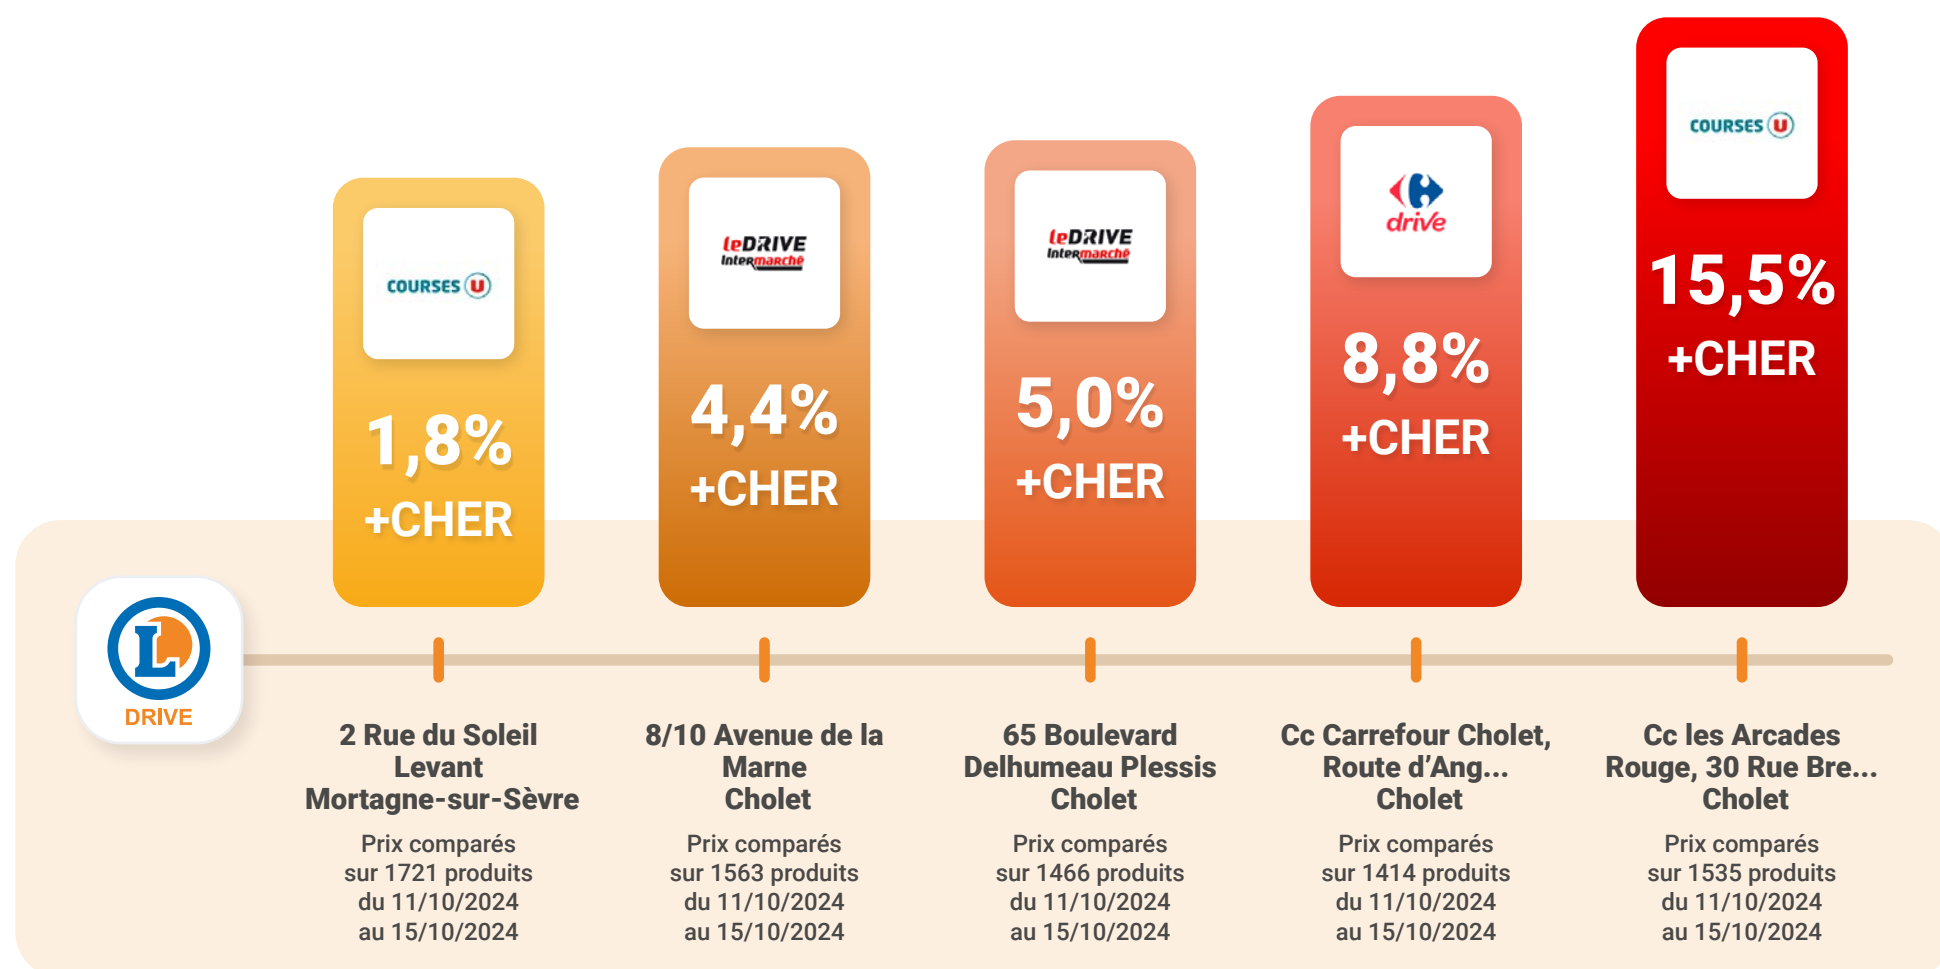 COURSES U
1,8%
+CHER
leDRIVE
Intermarché
4,4%
+CHER
leDRIVE
Intermarché
5,0%
+CHER
drive
8,8%
+CHER
COURSES U
15,5%
+CHER
L
DRIVE
2 Rue du Soleil
Levant
Mortagne-sur-Sèvre
Prix comparés
sur 1721 produits
du 11/10/2024
au 15/10/2024
8/10 Avenue de la
Marne
Cholet
Prix comparés
sur 1563 produits
du 11/10/2024
au 15/10/2024
65 Boulevard
Delhumeau Plessis
Cholet
Prix comparés
sur 1466 produits
du 11/10/2024
au 15/10/2024
Cc Carrefour Cholet,
Route d’Ang...
Cholet
Prix comparés
sur 1414 produits
du 11/10/2024
au 15/10/2024
Cc les Arcades
Rouge, 30 Rue Bre...
Cholet
Prix comparés
sur 1535 produits
du 11/10/2024
au 15/10/2024